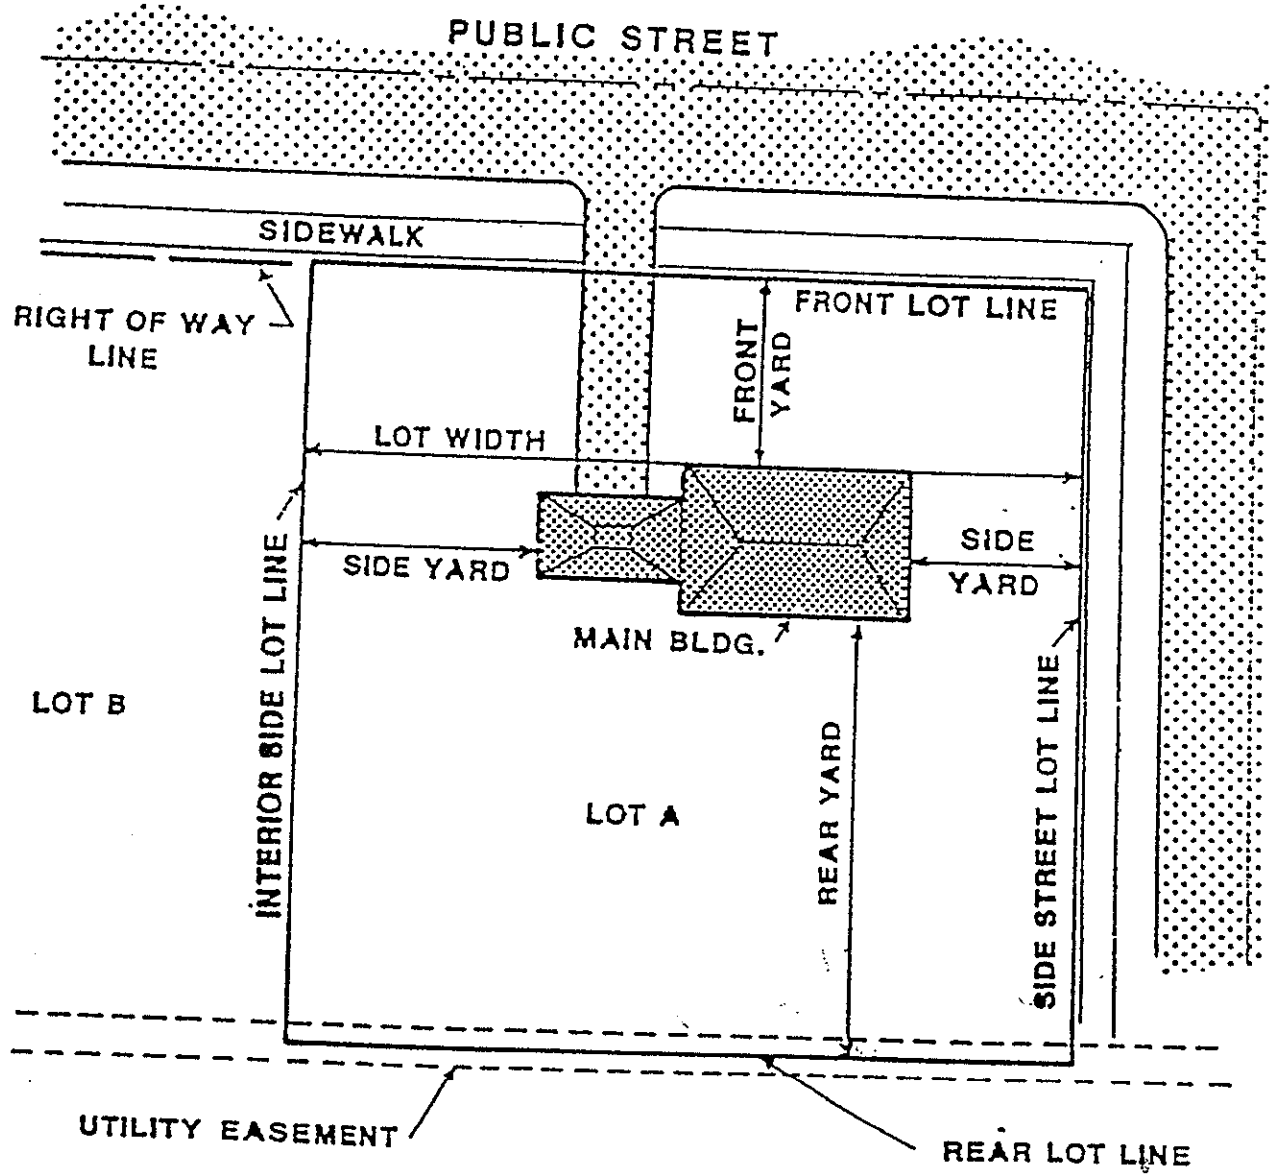 PUBLIC STREET
SIDEWALK
RIGHT OF WAY
LINE
FRONT LOT LINE
FRONT
YARD
LOT WIDTH
SIDE YARD
SIDE
YARD
MAIN BLDG.
INTERIOR SIDE LOT LINE
LOT B
LOT A
REAR YARD
SIDE STREET LOT LINE
UTILITY EASEMENT
REAR LOT LINE